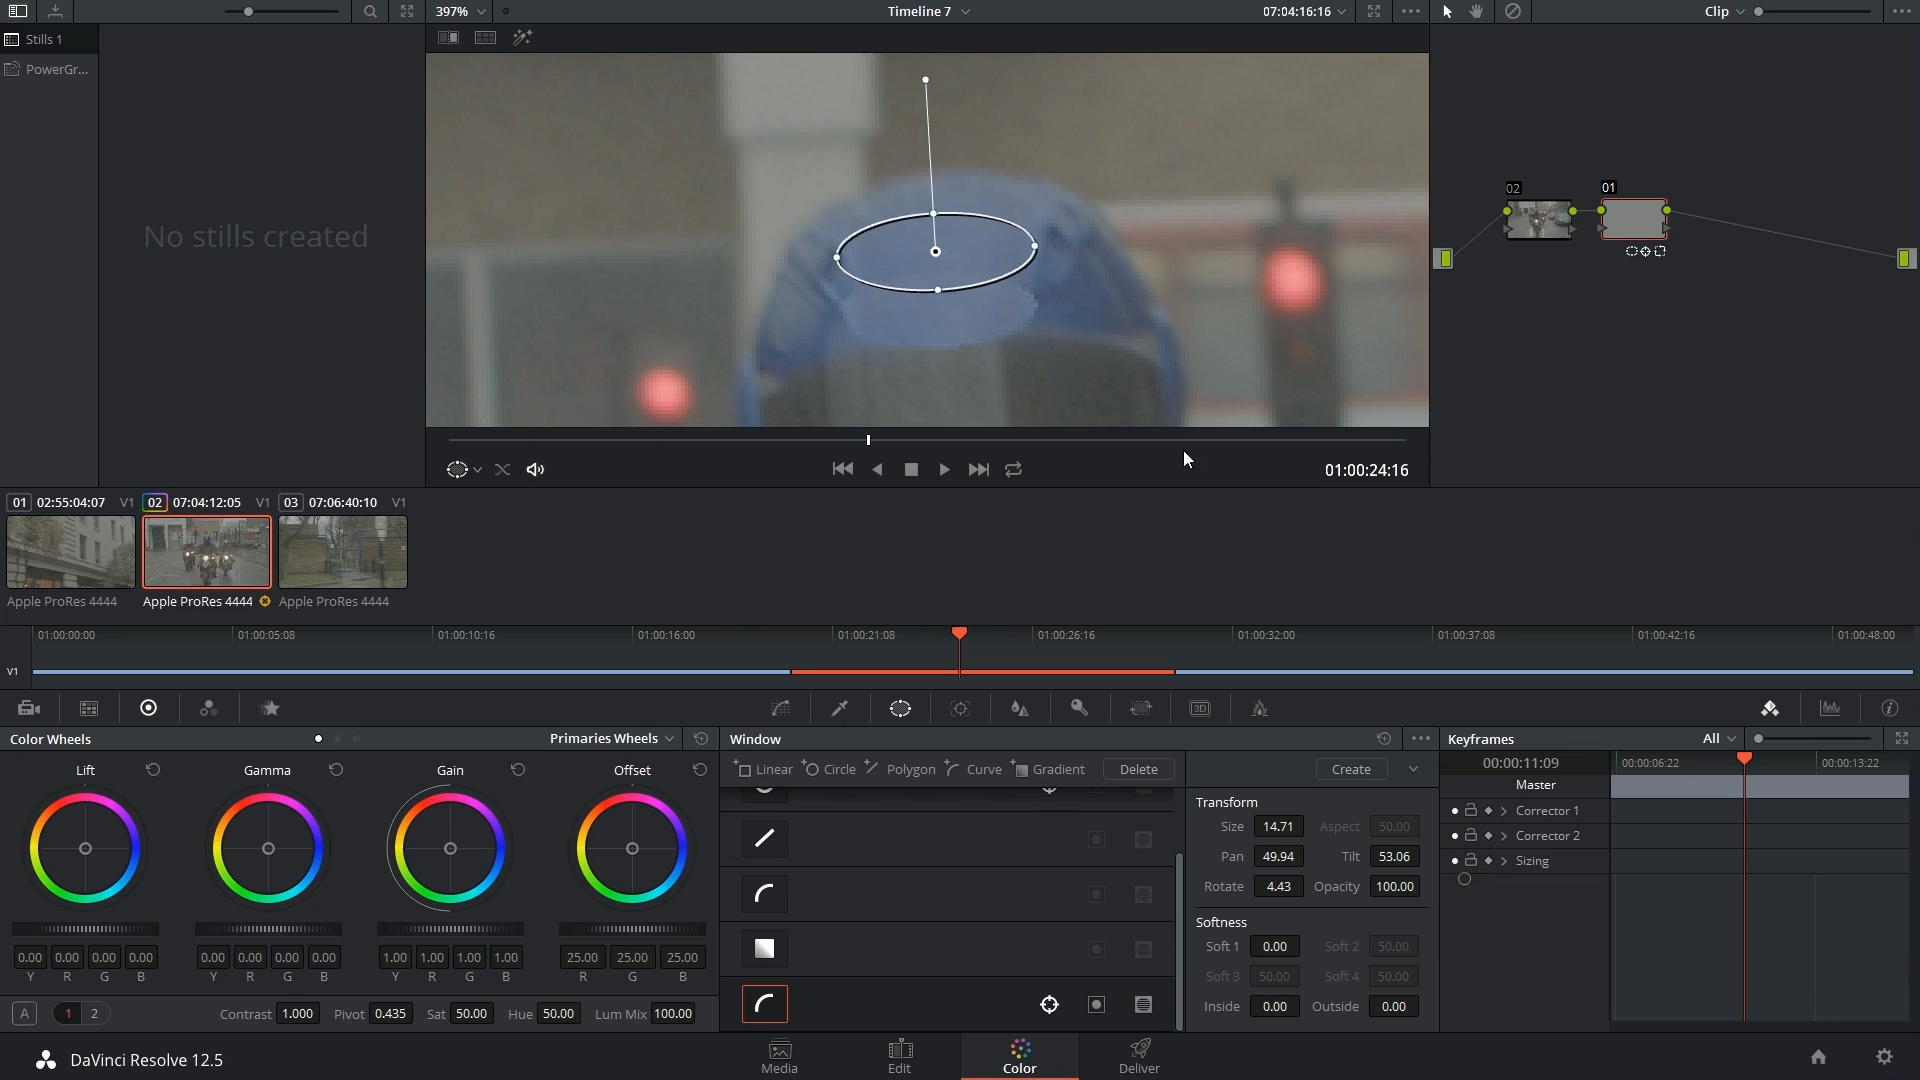 397%
Timeline 7
07:04:16:16
Clip
Stills 1
PowerGr...
No stills created
02
01
01:00:24:16
01 02:55:04:07 V1
02 07:04:12:05 V1
03 07:06:40:10 V1
Apple ProRes 4444
Apple ProRes 4444
Apple ProRes 4444
01:00:00:00 01:00:05:08 01:00:10:16 01:00:16:00 01:00:21:08 01:00:26:16 01:00:32:00 01:00:37:08 01:00:42:16 01:00:48:00
V1
3D
Color Wheels
Primaries Wheels
Lift Gamma Gain Offset
0.00 0.00 0.00 0.00 0.00 0.00 0.00 0.00 1.00 1.00 1.00 1.00 25.00 25.00 25.00
Y R G B Y R G B Y R G B R G B
A 1 2 Contrast 1.000 Pivot 0.435 Sat 50.00 Hue 50.00 Lum Mix 100.00
Window
Linear Circle Polygon Curve Gradient Delete
Create
Transform
Size 14.71 Aspect 50.00
Pan 49.94 Tilt 53.06
Rotate 4.43 Opacity 100.00
Softness
Soft 1 0.00 Soft 2 50.00
Soft 3 50.00 Soft 4 50.00
Inside 0.00 Outside 0.00
Keyframes
All
00:00:11:09
00:00:06:22 00:00:13:22
Master
Corrector 1
Corrector 2
Sizing
DaVinci Resolve 12.5
Media Edit Color Deliver